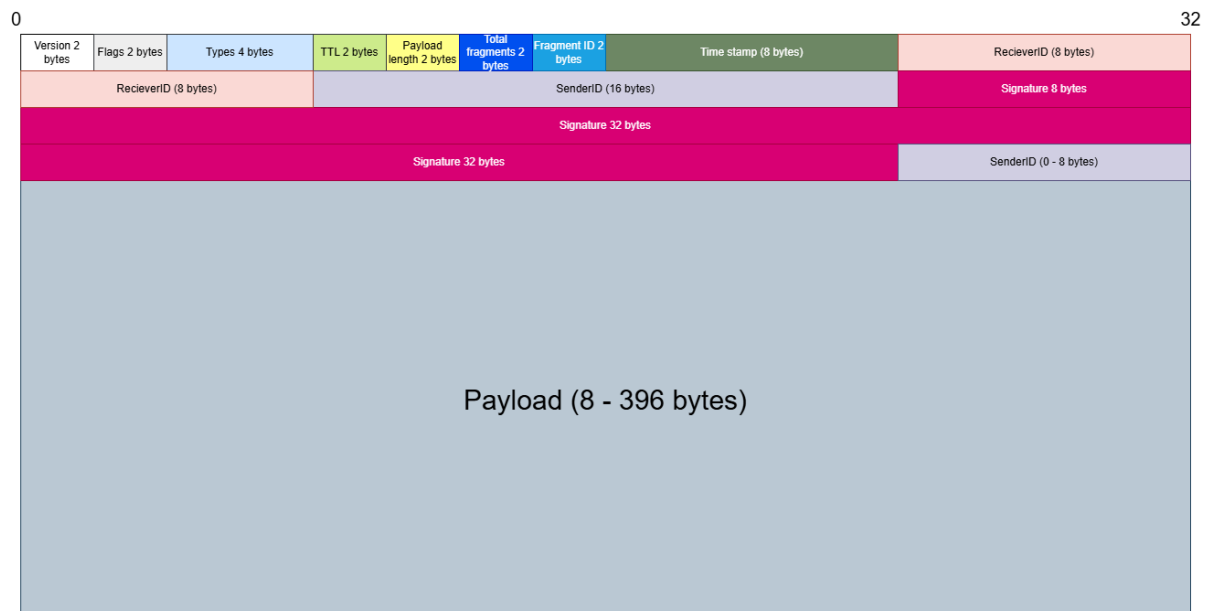 0
32
Version 2
bytes
Flags 2 bytes
Types 4 bytes
TTL 2 bytes
Payload
length 2 bytes
Total
fragments 2
bytes
Fragment ID 2
bytes
Time stamp (8 bytes)
RecieverID (8 bytes)
RecieverID (8 bytes)
SenderID (16 bytes)
Signature 8 bytes
Signature 32 bytes
Signature 32 bytes
SenderID (0 - 8 bytes)
Payload (8 - 396 bytes)